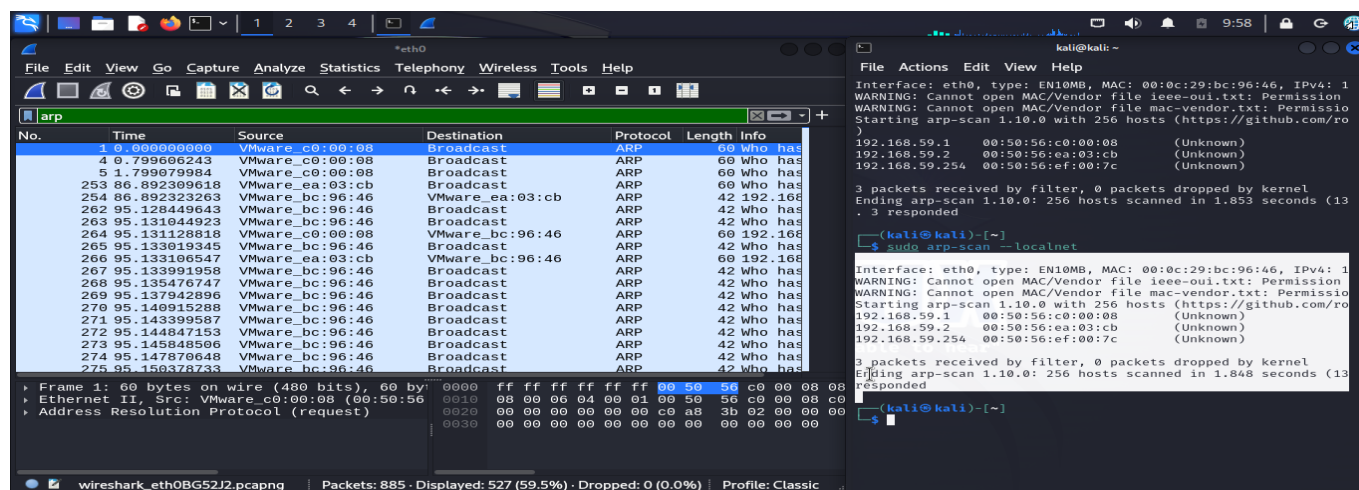 1 2 3 4
9:58
*eth0
File Edit View Go Capture Analyze Statistics Telephony Wireless Tools Help
arp
No. Time Source Destination Protocol Length Info
1 0.000000000 VMware_c0:00:08 Broadcast ARP 60 Who has
4 0.799606243 VMware_c0:00:08 Broadcast ARP 60 Who has
5 1.799079984 VMware_c0:00:08 Broadcast ARP 60 Who has
253 86.892309618 VMware_ea:03:cb Broadcast ARP 60 Who has
254 86.892323263 VMware_bc:96:46 VMware_ea:03:cb ARP 42 192.168
262 95.128449643 VMware_bc:96:46 Broadcast ARP 42 Who has
263 95.131044923 VMware_bc:96:46 Broadcast ARP 42 Who has
264 95.131128818 VMware_c0:00:08 VMware_bc:96:46 ARP 60 192.168
265 95.133019345 VMware_bc:96:46 Broadcast ARP 42 Who has
266 95.133106547 VMware_ea:03:cb VMware_bc:96:46 ARP 60 192.168
267 95.133991958 VMware_bc:96:46 Broadcast ARP 42 Who has
268 95.135476747 VMware_bc:96:46 Broadcast ARP 42 Who has
269 95.137942896 VMware_bc:96:46 Broadcast ARP 42 Who has
270 95.140915288 VMware_bc:96:46 Broadcast ARP 42 Who has
271 95.143399587 VMware_bc:96:46 Broadcast ARP 42 Who has
272 95.144847153 VMware_bc:96:46 Broadcast ARP 42 Who has
273 95.145848506 VMware_bc:96:46 Broadcast ARP 42 Who has
274 95.147870648 VMware_bc:96:46 Broadcast ARP 42 Who has
275 95.150378733 VMware_bc:96:46 Broadcast ARP 42 Who has
Frame 1: 60 bytes on wire (480 bits), 60 by
Ethernet II, Src: VMware_c0:00:08 (00:50:56
Address Resolution Protocol (request)
0000 ff ff ff ff ff ff 00 50 56 c0 00 08 08
0010 08 00 06 04 00 01 00 50 56 c0 00 08 c0
0020 00 00 00 00 00 00 c0 a8 3b 02 00 00 00
0030 00 00 00 00 00 00 00 00 00 00 00 00
wireshark_eth0BG52J2.pcapng Packets: 885 · Displayed: 527 (59.5%) · Dropped: 0 (0.0%) Profile: Classic
kali@kali: ~
File Actions Edit View Help
Interface: eth0, type: EN10MB, MAC: 00:0c:29:bc:96:46, IPv4: 1
WARNING: Cannot open MAC/Vendor file ieee-oui.txt: Permission
WARNING: Cannot open MAC/Vendor file mac-vendor.txt: Permissio
Starting arp-scan 1.10.0 with 256 hosts (https://github.com/ro
)
192.168.59.1 00:50:56:c0:00:08 (Unknown)
192.168.59.2 00:50:56:ea:03:cb (Unknown)
192.168.59.254 00:50:56:ef:00:7c (Unknown)
3 packets received by filter, 0 packets dropped by kernel
Ending arp-scan 1.10.0: 256 hosts scanned in 1.853 seconds (13
. 3 responded
(kali㉿kali)-[~]
$ sudo arp-scan --localnet
Interface: eth0, type: EN10MB, MAC: 00:0c:29:bc:96:46, IPv4: 1
WARNING: Cannot open MAC/Vendor file ieee-oui.txt: Permissio
WARNING: Cannot open MAC/Vendor file mac-vendor.txt: Permissio
Starting arp-scan 1.10.0 with 256 hosts (https://github.com/ro
192.168.59.1 00:50:56:c0:00:08 (Unknown)
192.168.59.2 00:50:56:ea:03:cb (Unknown)
192.168.59.254 00:50:56:ef:00:7c (Unknown)
3 packets received by filter, 0 packets dropped by kernel
Ending arp-scan 1.10.0: 256 hosts scanned in 1.848 seconds (13
responded
(kali㉿kali)-[~]
$